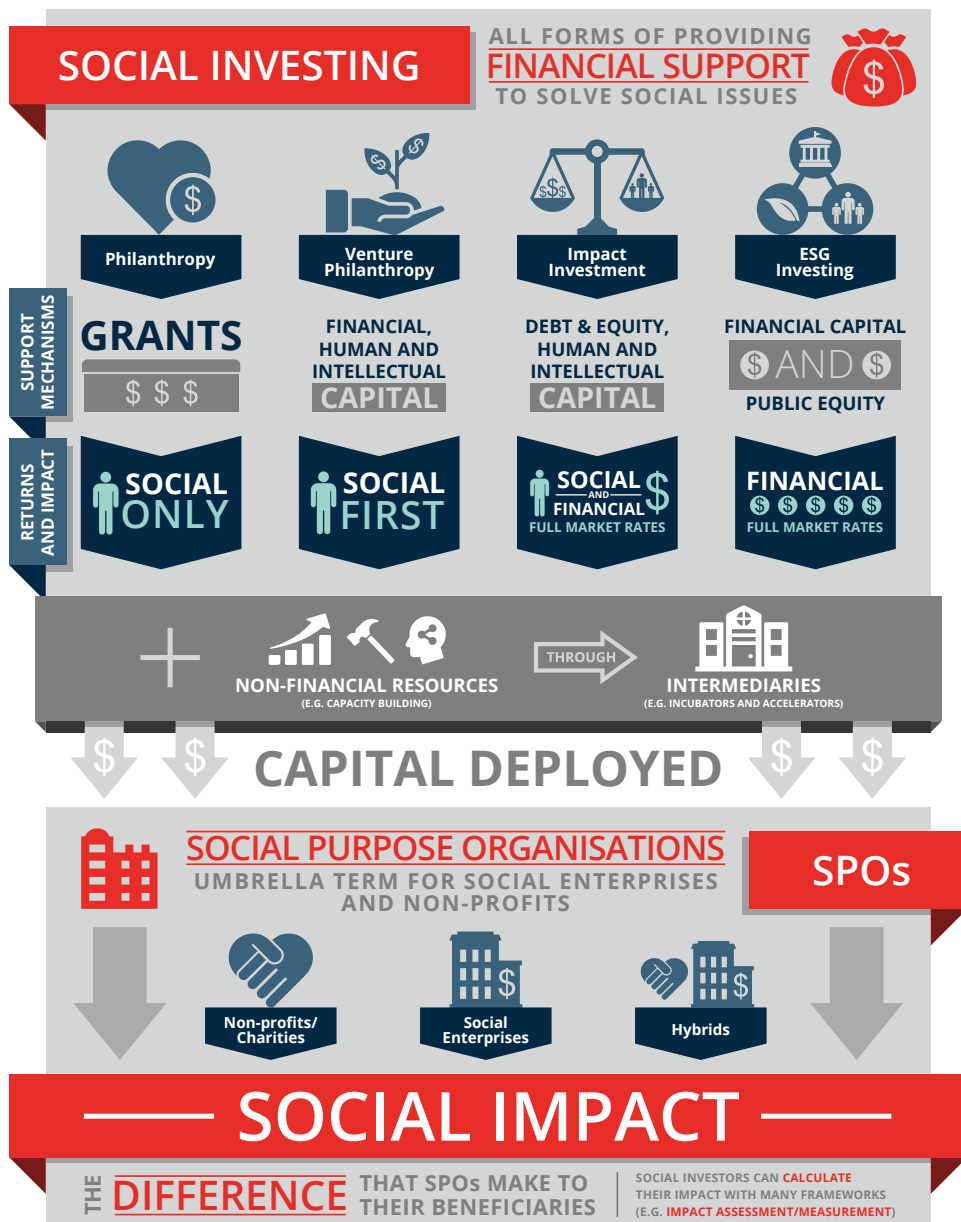 SOCIAL INVESTING
ALL FORMS OF PROVIDING
FINANCIAL SUPPORT
TO SOLVE SOCIAL ISSUES
$
$
$ $
$$$
Philanthropy
Venture
Philanthropy
Impact
Investment
ESG
Investing
SUPPORT
MECHANISMS
GRANTS
$ $ $
FINANCIAL,
HUMAN AND
INTELLECTUAL
CAPITAL
DEBT & EQUITY,
HUMAN AND
INTELLECTUAL
CAPITAL
FINANCIAL CAPITAL
$ AND $
PUBLIC EQUITY
RETURNS
AND IMPACT
SOCIAL
ONLY
SOCIAL
FIRST
SOCIAL
AND
FINANCIAL
$
FULL MARKET RATES
FINANCIAL
$ $ $ $ $
FULL MARKET RATES
NON-FINANCIAL RESOURCES
(E.G. CAPACITY BUILDING)
THROUGH
INTERMEDIARIES
(E.G. INCUBATORS AND ACCELERATORS)
$ $ CAPITAL DEPLOYED $ $
SOCIAL PURPOSE ORGANISATIONS
UMBRELLA TERM FOR SOCIAL ENTERPRISES
AND NON-PROFITS
SPOs
$
$
Non-profits/
Charities
Social
Enterprises
Hybrids
SOCIAL IMPACT
THE
DIFFERENCE
THAT SPOs MAKE TO
THEIR BENEFICIARIES
SOCIAL INVESTORS CAN CALCULATE
THEIR IMPACT WITH MANY FRAMEWORKS
(E.G. IMPACT ASSESSMENT/MEASUREMENT)